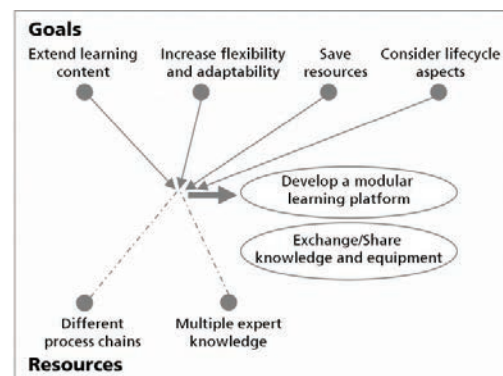 Goals
Extend learning
content
Increase flexibility
and adaptability
Save
resources
Consider lifecycle
aspects
Develop a modular
learning platform
Exchange/Share
knowledge and equipment
Different
process chains
Multiple expert
knowledge
Resources